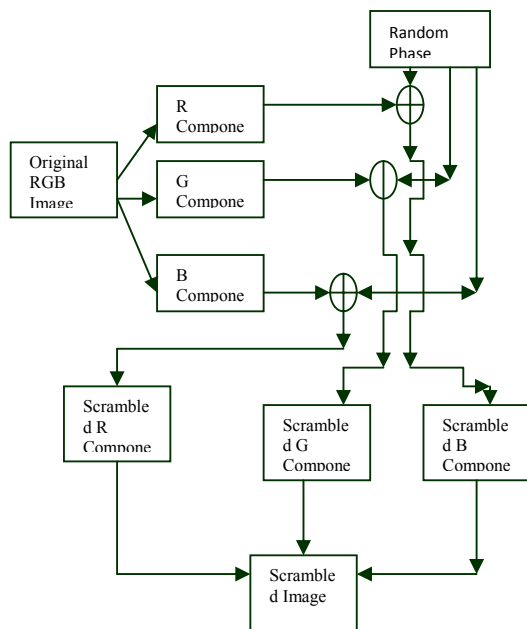 Random
Phase
R
Compone
Original
RGB
Image
G
Compone
B
Compone
Scramble
d R
Compone
Scramble
d G
Compone
Scramble
d B
Compone
Scramble
d Image